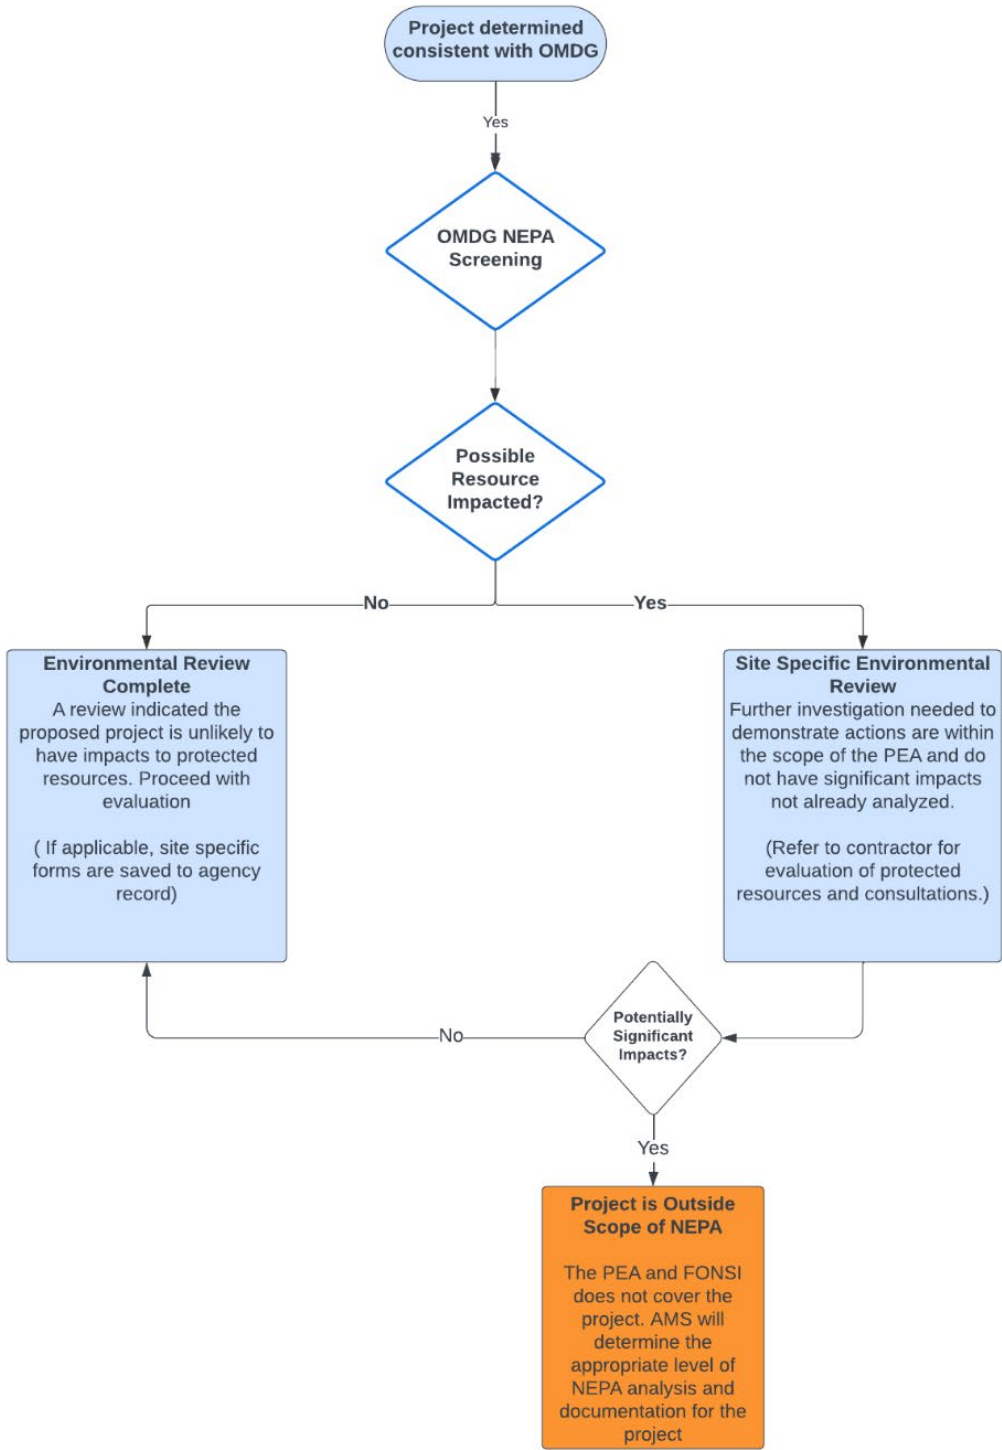 Project determined
consistent with OMDG
Yes
OMDG NEPA
Screening
Possible
Resource
Impacted?
No
Yes
Environmental Review
Complete
A review indicated the
proposed project is unlikely to
have impacts to protected
resources. Proceed with
evaluation
( If applicable, site specific
forms are saved to agency
record)
Site Specific Environmental
Review
Further investigation needed to
demonstrate actions are within
the scope of the PEA and do
not have significant impacts
not already analyzed.
(Refer to contractor for
evaluation of protected
resources and consultations.)
Potentially
Significant
Impacts?
No
Yes
Project is Outside
Scope of NEPA
The PEA and FONSI
does not cover the
project. AMS will
determine the
appropriate level of
NEPA analysis and
documentation for the
project